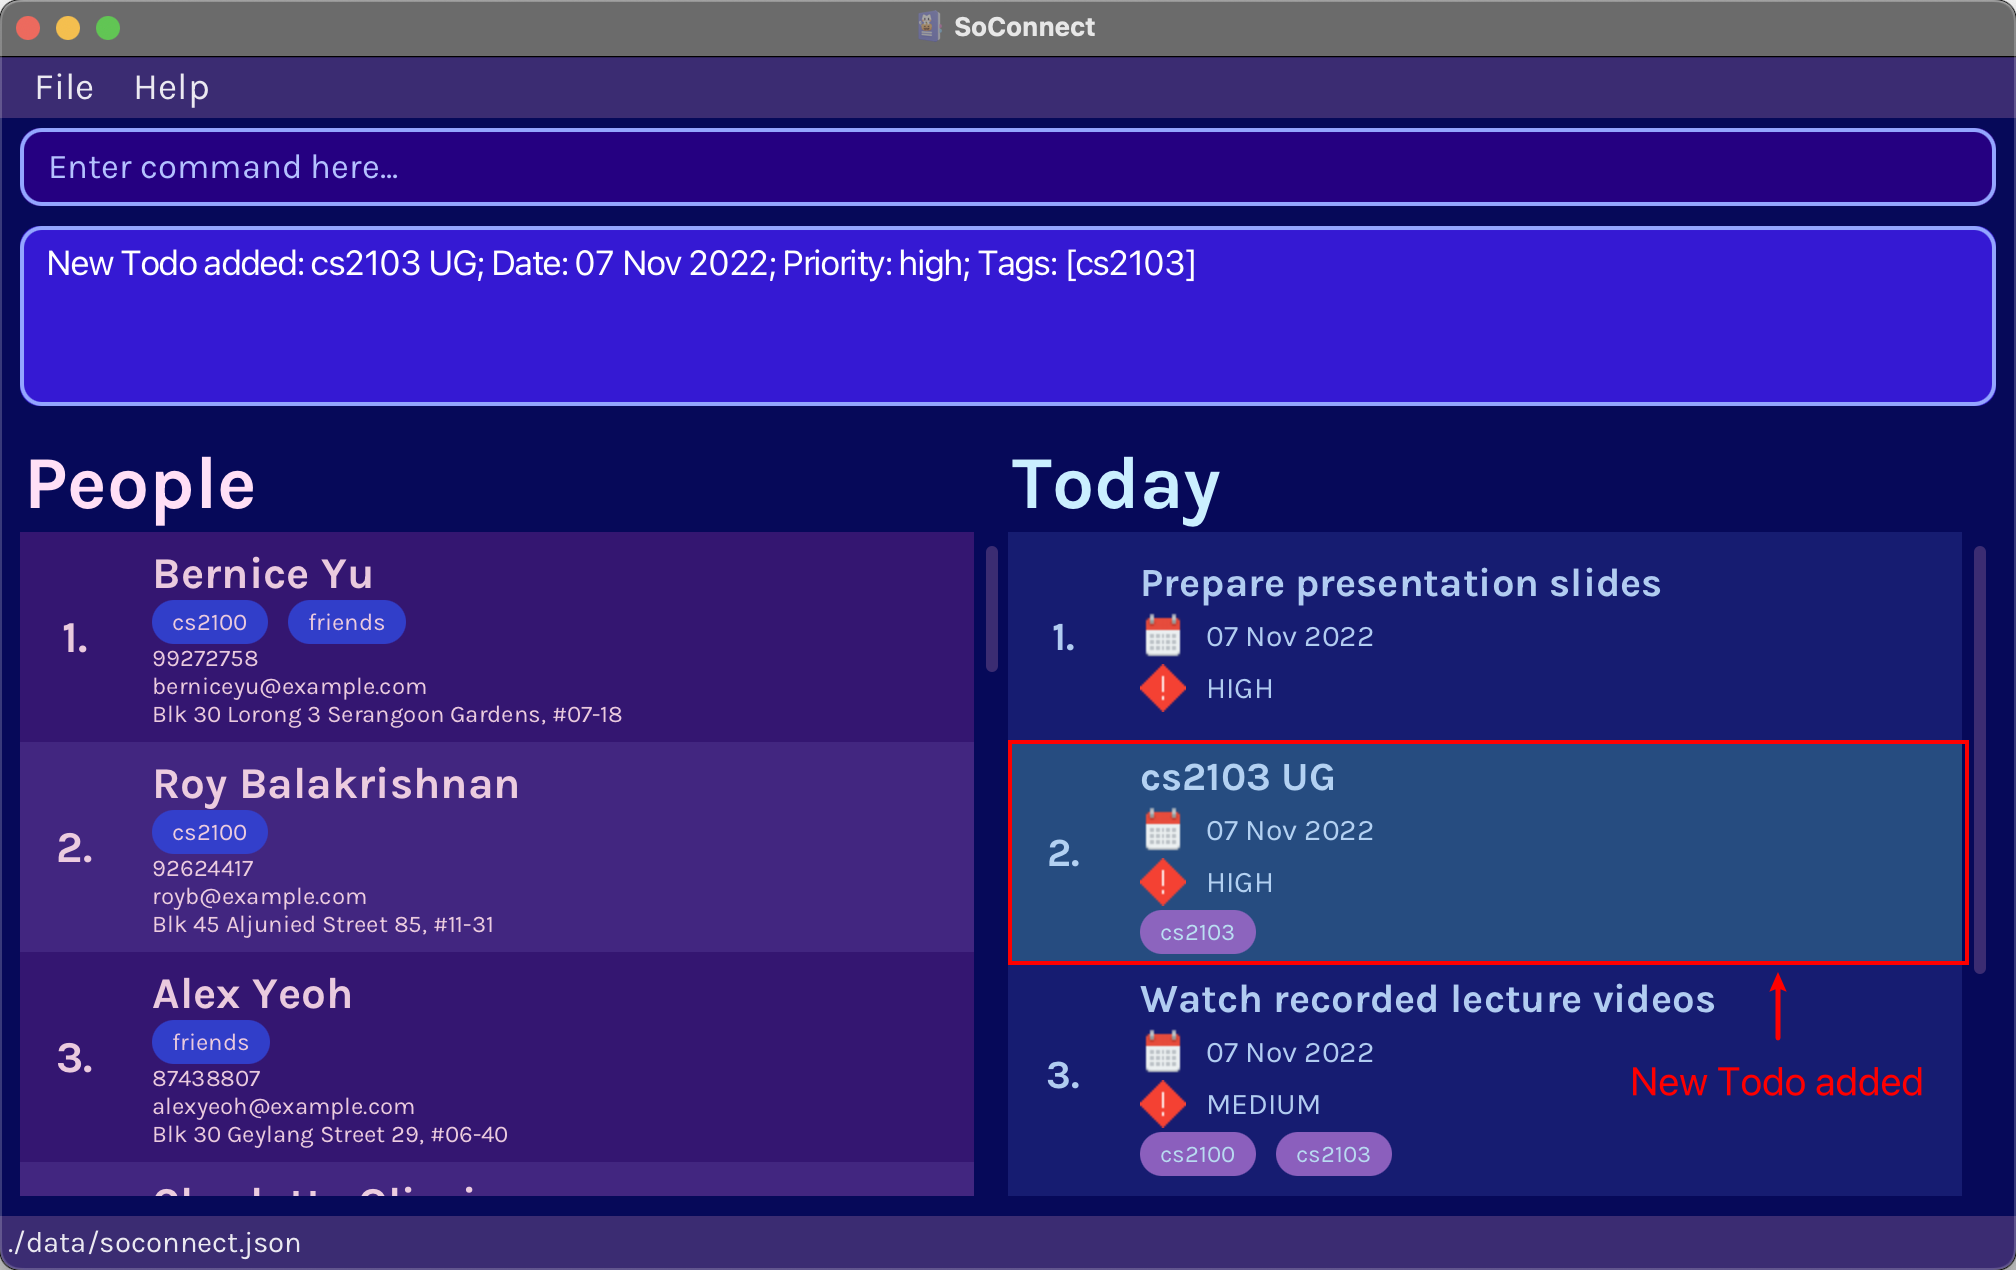 SoConnect
File Help
Enter command here...
New Todo added: cs2103 UG; Date: 07 Nov 2022; Priority: high; Tags: [cs2103]
People
1.
Bernice Yu
cs2100 friends
99272758
berniceyu@example.com
Blk 30 Lorong 3 Serangoon Gardens, #07-18
2.
Roy Balakrishnan
cs2100
92624417
royb@example.com
Blk 45 Aljunied Street 85, #11-31
3.
Alex Yeoh
friends
87438807
alexyeoh@example.com
Blk 30 Geylang Street 29, #06-40
Today
1.
Prepare presentation slides
07 Nov 2022
HIGH
2.
cs2103 UG
07 Nov 2022
HIGH
cs2103
3.
Watch recorded lecture videos
07 Nov 2022
MEDIUM
cs2100 cs2103
New Todo added
./data/soconnect.json